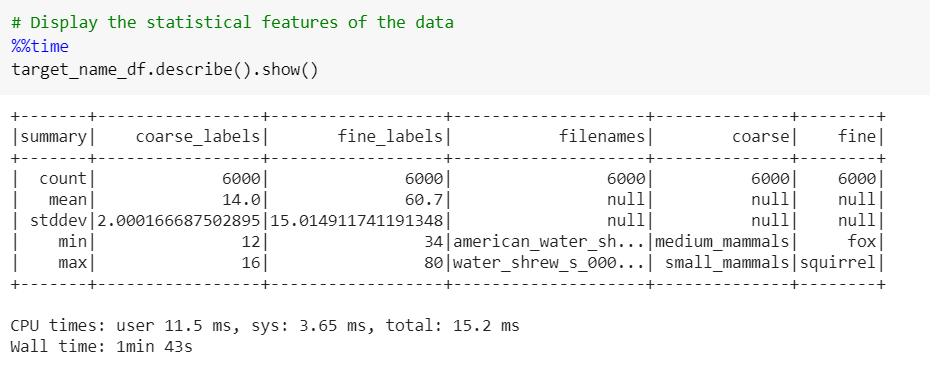 # Display the statistical features of the data
%%time
target_name_df.describe().show()
+-------+-----------------+------------------+--------------------+--------------+--------+
|summary|    coarse_labels|       fine_labels|           filenames|        coarse|    fine|
+-------+-----------------+------------------+--------------------+--------------+--------+
|  count|             6000|              6000|                6000|          6000|    6000|
|   mean|             14.0|              60.7|                null|          null|    null|
| stddev|2.000166687502895|15.014911741191348|                null|          null|    null|
|    min|               12|                34|american_water_sh...|medium_mammals|     fox|
|    max|               16|                80|water_shrew_s_000...| small_mammals|squirrel|
+-------+-----------------+------------------+--------------------+--------------+--------+
CPU times: user 11.5 ms, sys: 3.65 ms, total: 15.2 ms
Wall time: 1min 43s